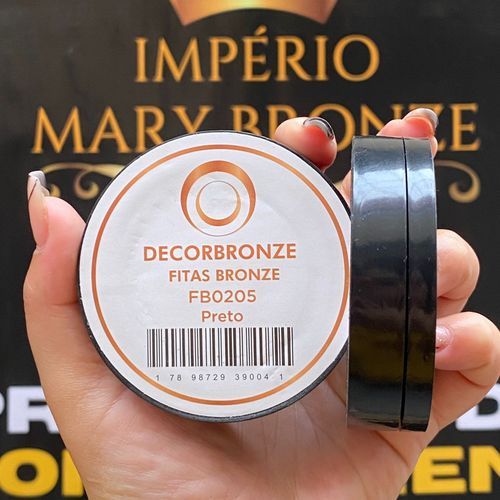 IMPÉRIO
MARY BRONZE
DECORBRONZE
FITAS BRONZE
FB0205
Preto
1 78 98729 39004 1